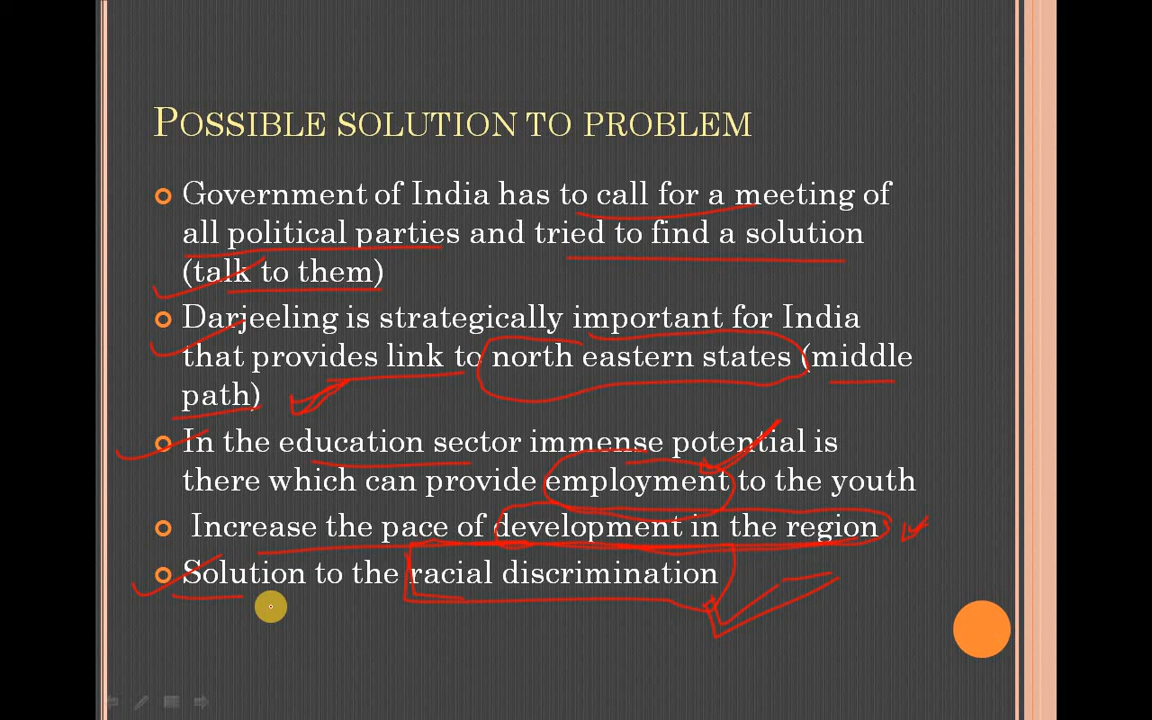 POSSIBLE SOLUTION TO PROBLEM
Government of India has to call for a meeting of
all political parties and tried to find a solution
(talk to them)
Darjeeling is strategically important for India
that provides link to north eastern states (middle
path)
In the education sector immense potential is
there which can provide employment to the youth
Increase the pace of development in the region
Solution to the racial discrimination